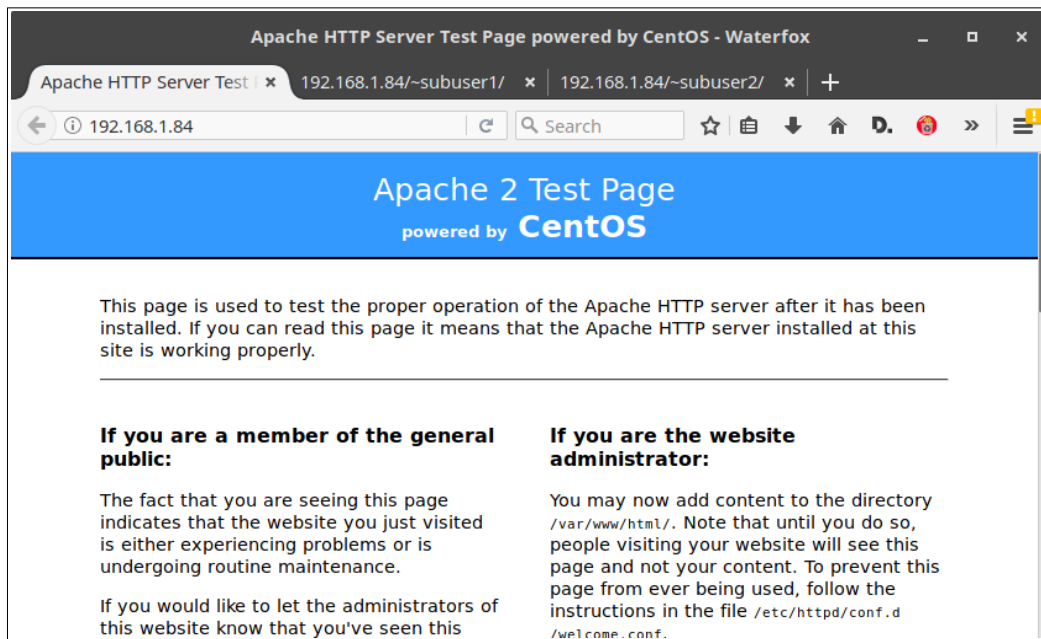 Apache HTTP Server Test Page powered by CentOS - Waterfox
Apache HTTP Server Test
192.168.1.84/~subuser1/
192.168.1.84/~subuser2/
192.168.1.84
Search
D.
Apache 2 Test Page
powered by CentOS
This page is used to test the proper operation of the Apache HTTP server after it has been
installed. If you can read this page it means that the Apache HTTP server installed at this
site is working properly.
If you are a member of the general
public:
The fact that you are seeing this page
indicates that the website you just visited
is either experiencing problems or is
undergoing routine maintenance.
If you would like to let the administrators of
this website know that you've seen this
If you are the website
administrator:
You may now add content to the directory
/var/www/html/. Note that until you do so,
people visiting your website will see this
page and not your content. To prevent this
page from ever being used, follow the
instructions in the file /etc/httpd/conf.d
/welcome.conf.